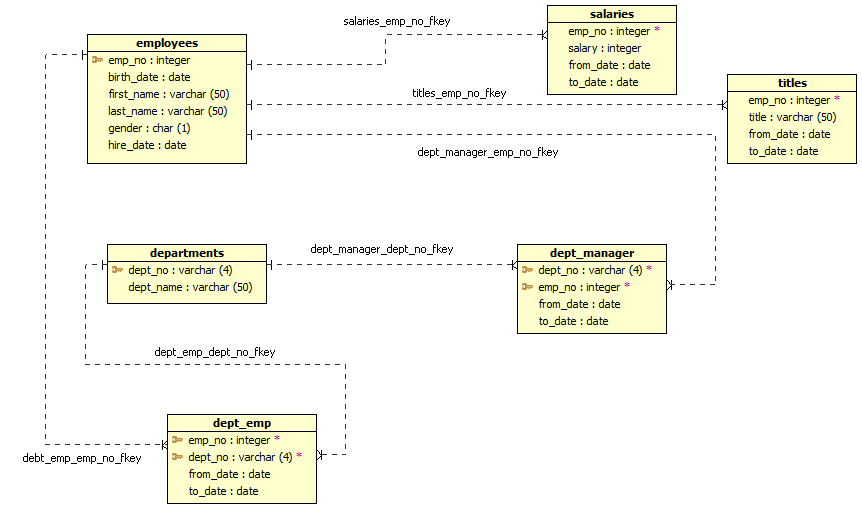 salaries_emp_no_fkey
salaries
emp_no : integer *
salary : integer
from_date : date
to_date : date
employees
emp_no : integer
birth_date : date
first_name : varchar (50)
last_name : varchar (50)
gender : char (1)
hire_date : date
titles_emp_no_fkey
titles
emp_no : integer *
title : varchar (50)
from_date : date
to_date : date
dept_manager_emp_no_fkey
departments
dept_no : varchar (4)
dept_name : varchar (50)
dept_manager_dept_no_fkey
dept_manager
dept_no : varchar (4) *
emp_no : integer *
from_date : date
to_date : date
dept_emp_dept_no_fkey
dept_emp
emp_no : integer *
dept_no : varchar (4) *
from_date : date
to_date : date
debt_emp_emp_no_fkey